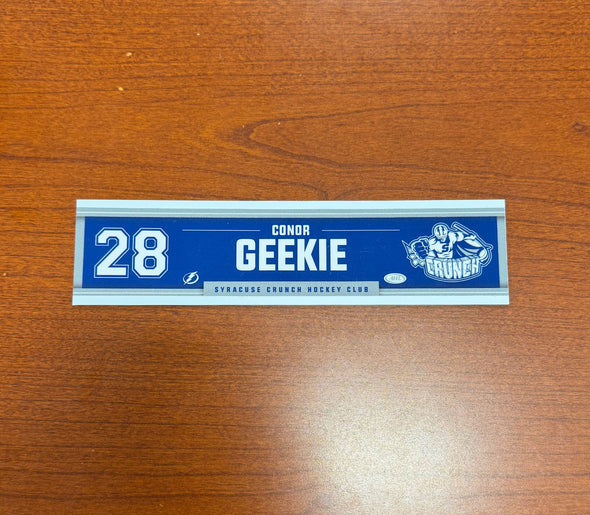 28
CONOR
GEEKIE
CRUNCH
SYRACUSE CRUNCH HOCKEY CLUB